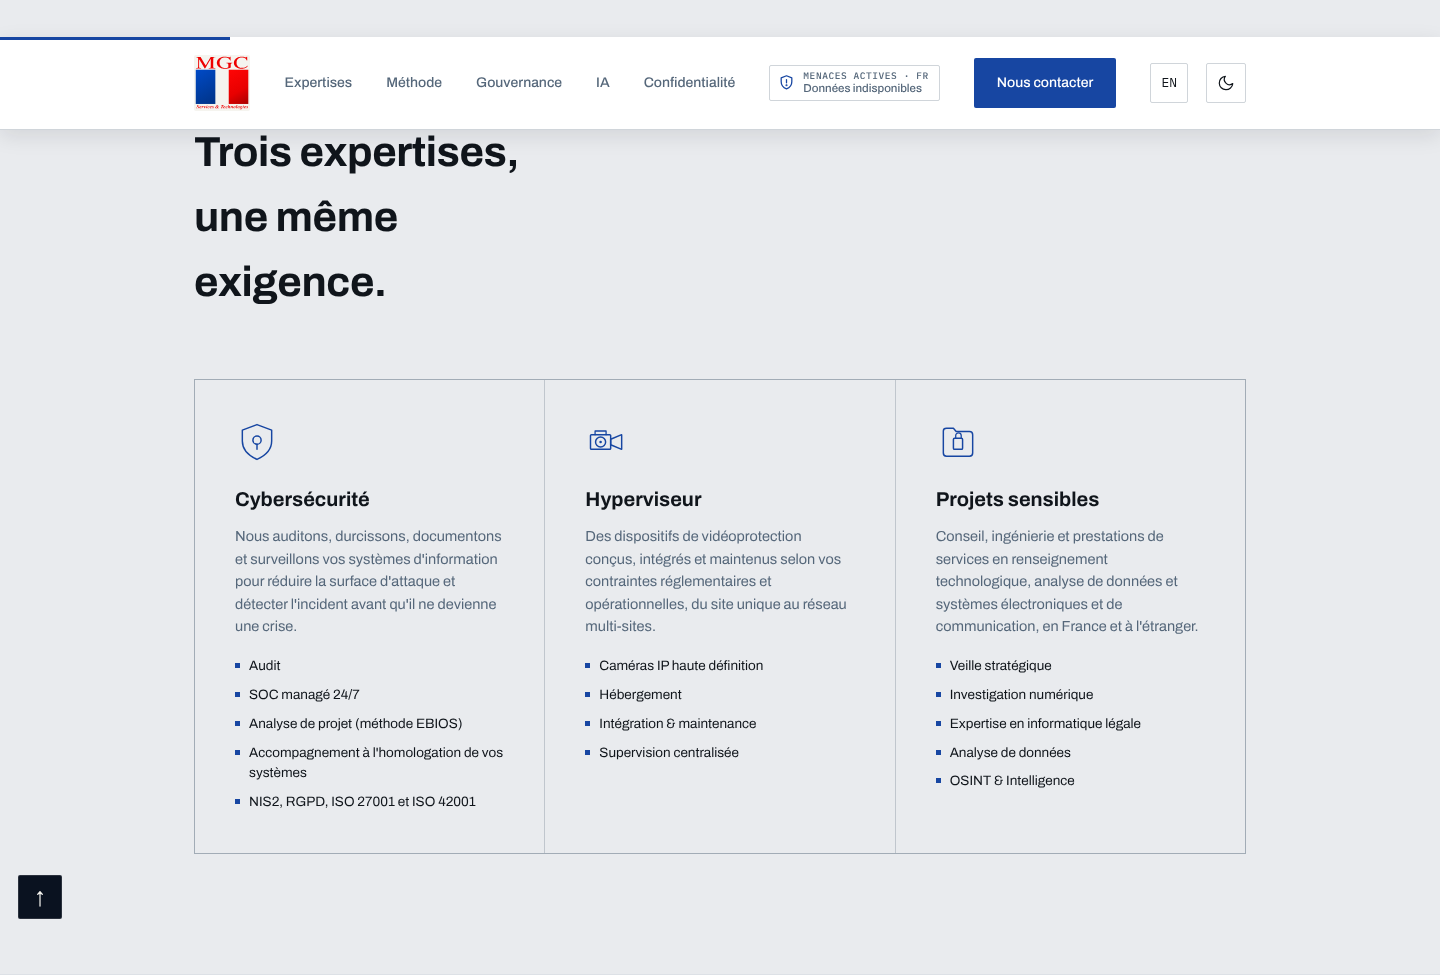 MGC
Services & Technologies
Expertises
Méthode
Gouvernance
IA
Confidentialité
MENACES ACTIVES · FR
Données indisponibles
Nous contacter
EN
Trois expertises,
une même
exigence.
Cybersécurité
Nous auditons, durcissons, documentons
et surveillons vos systèmes d'information
pour réduire la surface d'attaque et
détecter l'incident avant qu'il ne devienne
une crise.
Audit
SOC managé 24/7
Analyse de projet (méthode EBIOS)
Accompagnement à l'homologation de vos
systèmes
NIS2, RGPD, ISO 27001 et ISO 42001
Hyperviseur
Des dispositifs de vidéoprotection
conçus, intégrés et maintenus selon vos
contraintes réglementaires et
opérationnelles, du site unique au réseau
multi-sites.
Caméras IP haute définition
Hébergement
Intégration & maintenance
Supervision centralisée
Projets sensibles
Conseil, ingénierie et prestations de
services en renseignement
technologique, analyse de données et
systèmes électroniques et de
communication, en France et à l'étranger.
Veille stratégique
Investigation numérique
Expertise en informatique légale
Analyse de données
OSINT & Intelligence
↑